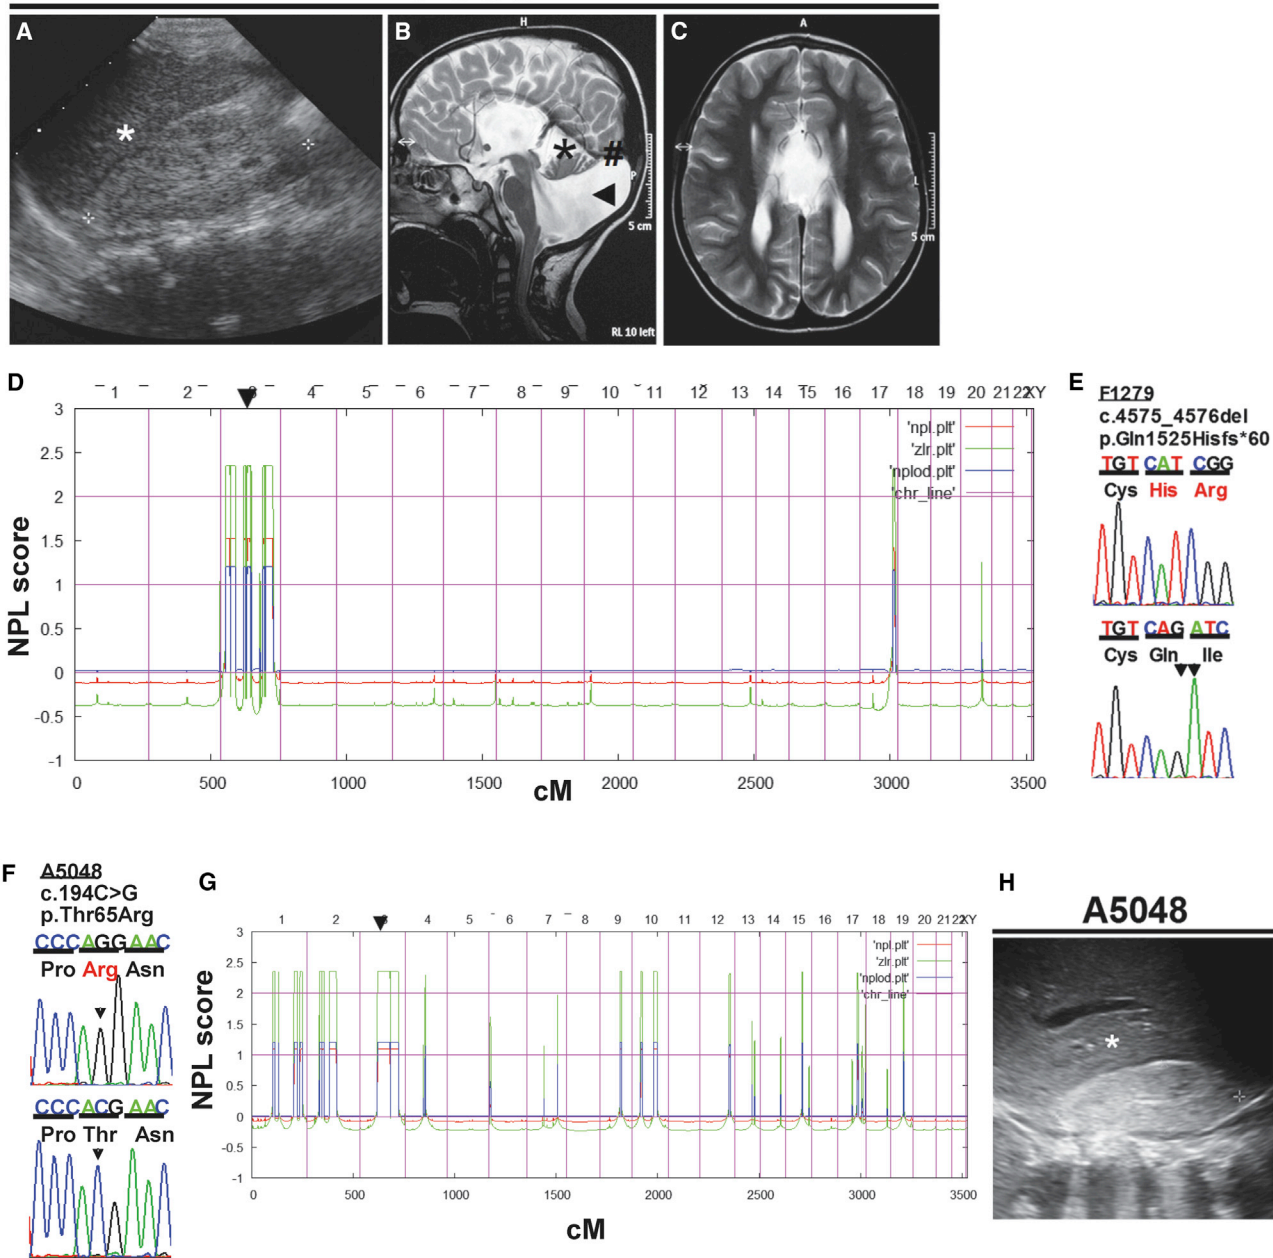 A
B
C
H
A
*
*
#
P
L
5 cm
5 cm
RL 10 left
D
1 2 3 4 5 6 7 8 9 10 11 12 13 14 15 16 17 18 19 20 21 22XY
3
2.5
2
1.5
1
0.5
0
-0.5
-1
NPL score
'npl.plt'
'zlr.plt'
'nplod.plt'
'chr_line'
0 500 1000 1500 2000 2500 3000 3500
cM
E
F1279
c.4575_4576del
p.Gln1525Hisfs*60
TGT CAT CGG
Cys His Arg
TGT CAG ATC
Cys Gln Ile
F
A5048
c.194C>G
p.Thr65Arg
CCC AGG AAC
Pro Arg Asn
CCC ACG AAC
Pro Thr Asn
G
1 2 3 4 5 6 7 8 9 10 11 12 13 14 15 16 17 18 19 20 21 22XY
3
2.5
2
1.5
1
0.5
0
-0.5
-1
NPL score
'npl.plt'
'zlr.plt'
'nplod.plt'
'chr_line'
0 500 1000 1500 2000 2500 3000 3500
cM
H
A5048
*